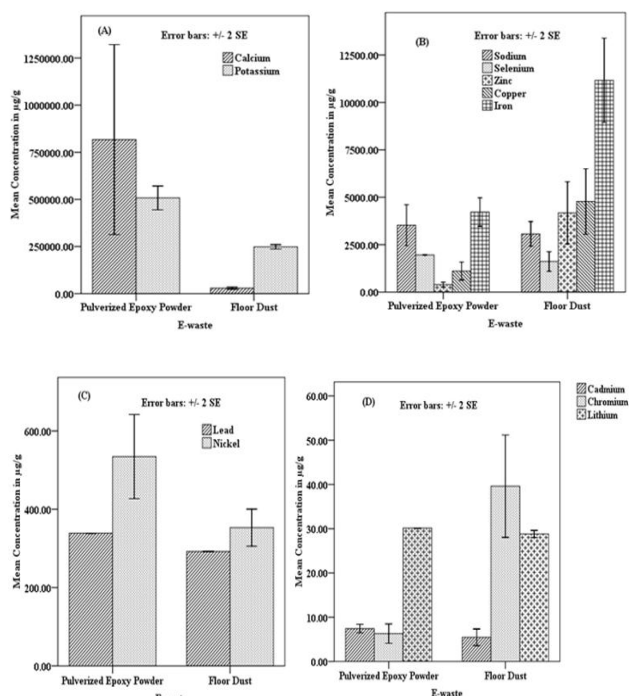 (A)
Error bars: +/- 2 SE
Calcium
Potassium
Mean Concentration in µg/g
1250000.00
1000000.00
750000.00
500000.00
250000.00
0.00
Pulverized Epoxy Powder
Floor Dust
E-waste
(B)
Error bars: +/- 2 SE
Sodium
Selenium
Zinc
Copper
Iron
Mean Concentration in µg/g
12500.00
10000.00
7500.00
5000.00
2500.00
0.00
Pulverized Epoxy Powder
Floor Dust
E-waste
(C)
Error bars: +/- 2 SE
Lead
Nickel
Mean Concentration in µg/g
600.00
400.00
200.00
0.00
Pulverized Epoxy Powder
Floor Dust
(D)
Error bars: +/- 2 SE
Cadmium
Chromium
Lithium
Mean Concentration in µg/g
60.00
50.00
40.00
30.00
20.00
10.00
0.00
Pulverized Epoxy Powder
Floor Dust
E-waste